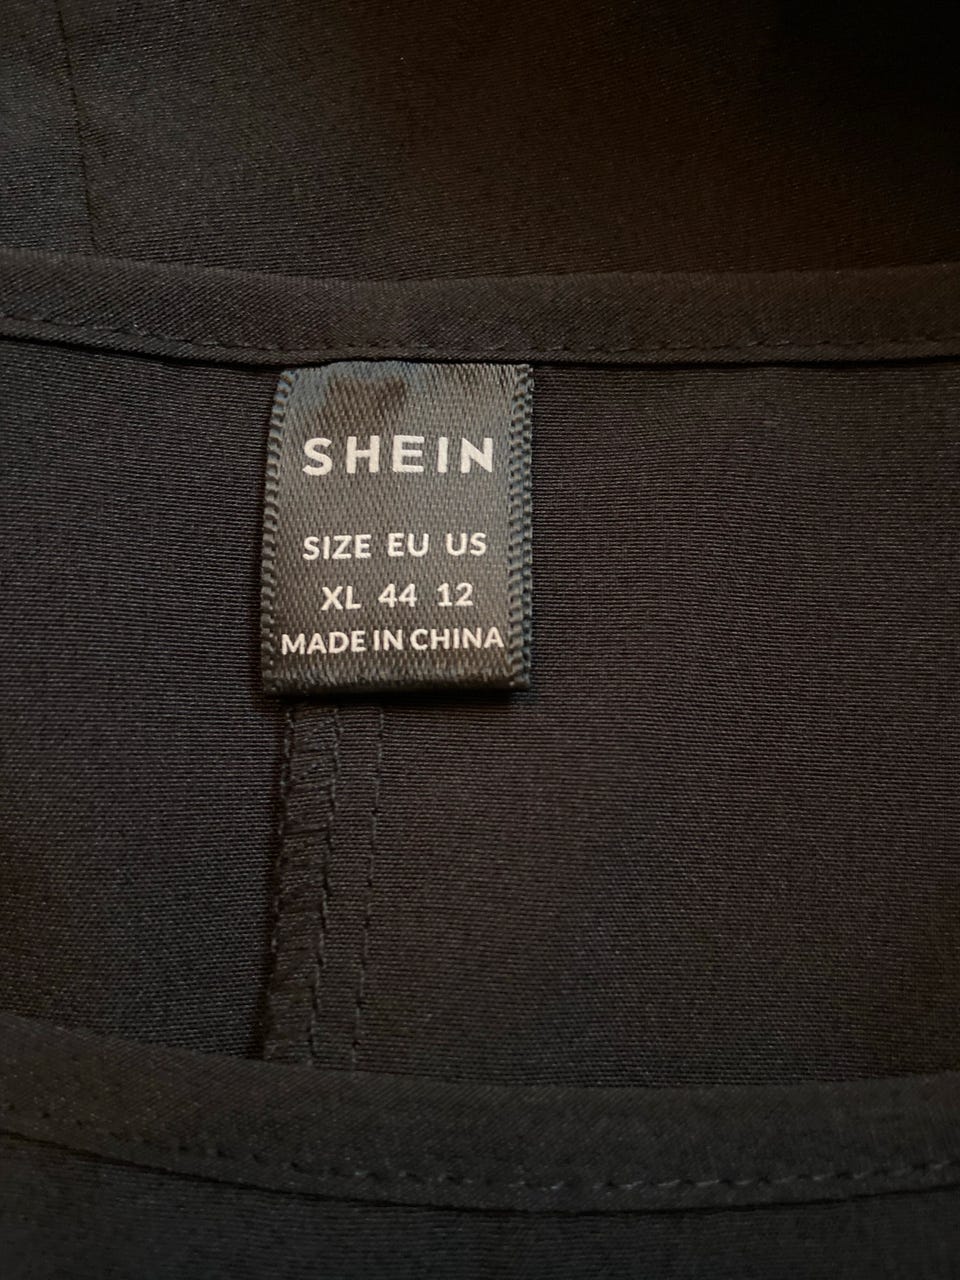 SHEIN
SIZE EU US
XL 44 12
MADE IN CHINA